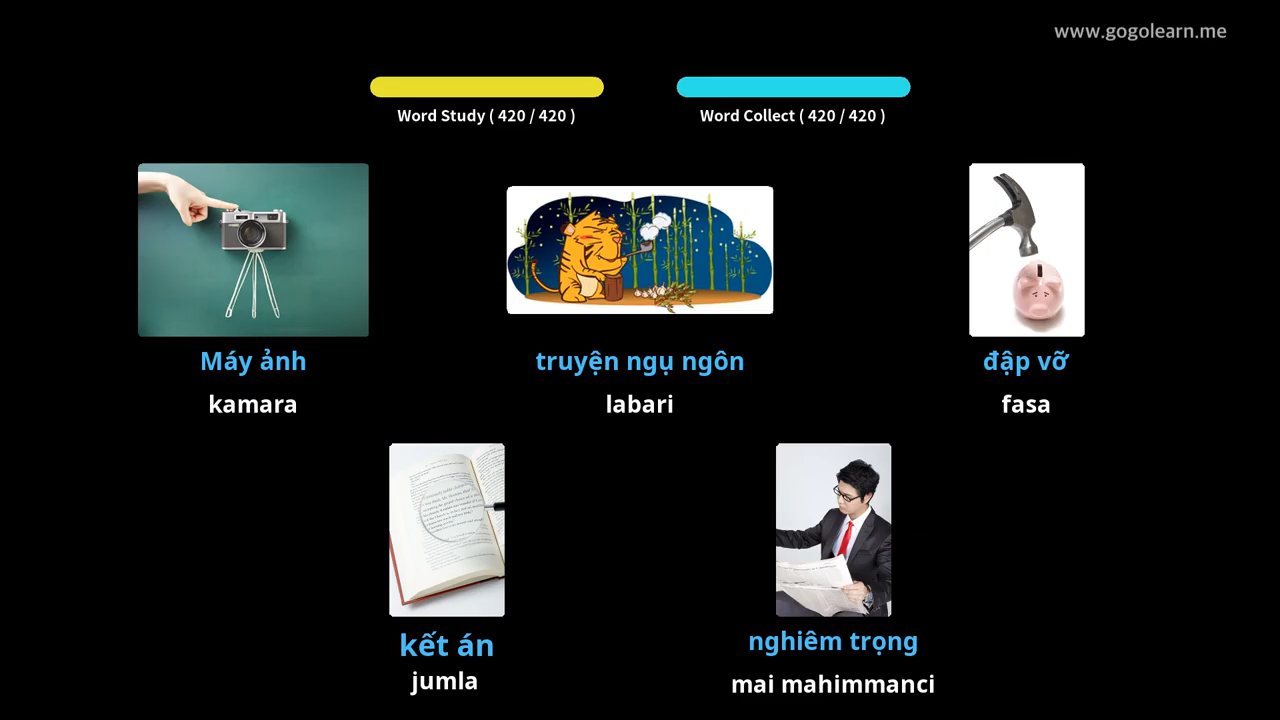 www.gogolearn.me
Word Study ( 420 / 420 )
Word Collect ( 420 / 420 )
Máy ảnh
truyện ngụ ngôn
đập vỡ
kamara
labari
fasa
kết án
nghiêm trọng
jumla
mai mahimmanci